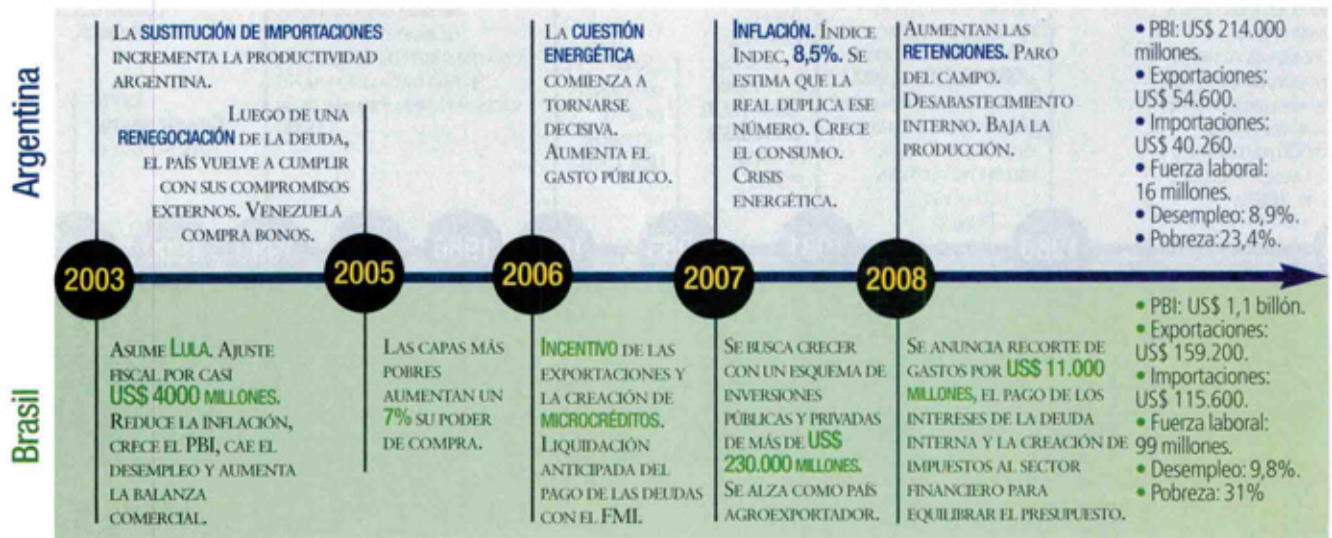 Argentina
LA SUSTITUCIÓN DE IMPORTACIONES
INCREMENTA LA PRODUCTIVIDAD
ARGENTINA.
LUEGO DE UNA
RENEGOCIACIÓN DE LA DEUDA,
EL PAÍS VUELVE A CUMPLIR
CON SUS COMPROMISOS
EXTERNOS. VENEZUELA
COMPRA BONOS.
LA CUESTIÓN
ENERGÉTICA
COMIENZA A
TORNARSE
DECISIVA.
AUMENTA EL
GASTO PÚBLICO.
INFLACIÓN. ÍNDICE
INDEC, 8,5%. SE
ESTIMA QUE LA
REAL DUPLICA ESE
NÚMERO. CRECE
EL CONSUMO.
CRISIS
ENERGÉTICA.
AUMENTAN LAS
RETENCIONES. PARO
DEL CAMPO.
DESABASTECIMIENTO
INTERNO. BAJA LA
PRODUCCIÓN.
• PBI: US$ 214.000
millones.
• Exportaciones:
US$ 54.600.
• Importaciones:
US$ 40.260.
• Fuerza laboral:
16 millones.
• Desempleo: 8,9%.
• Pobreza:23,4%.
2003
2005
2006
2007
2008
Brasil
ASUME LULA. AJUSTE
FISCAL POR CASI
US$ 4000 MILLONES.
REDUCE LA INFLACIÓN,
CRECE EL PBI, CAE EL
DESEMPLEO Y AUMENTA
LA BALANZA
COMERCIAL.
LAS CAPAS MÁS
POBRES
AUMENTAN UN
7% SU PODER
DE COMPRA.
INCENTIVO DE LAS
EXPORTACIONES Y
LA CREACIÓN DE
MICROCRÉDITOS.
LIQUIDACIÓN
ANTICIPADA DEL
PAGO DE LAS DEUDAS
CON EL FMI.
SE BUSCA CRECER
CON UN ESQUEMA DE
INVERSIONES
PÚBLICAS Y PRIVADAS
DE MÁS DE US$
230.000 MILLONES.
SE ALZA COMO PAÍS
AGROEXPORTADOR.
SE ANUNCIA RECORTE DE
GASTOS POR US$ 11.000
MILLONES, EL PAGO DE LOS
INTERESES DE LA DEUDA
INTERNA Y LA CREACIÓN DE
IMPUESTOS AL SECTOR
FINANCIERO PARA
EQUILIBRAR EL PRESUPUESTO.
• PBI: US$ 1,1 billón.
• Exportaciones:
US$ 159.200.
• Importaciones:
US$ 115.600.
• Fuerza laboral:
99 millones.
• Desempleo: 9,8%.
• Pobreza: 31%